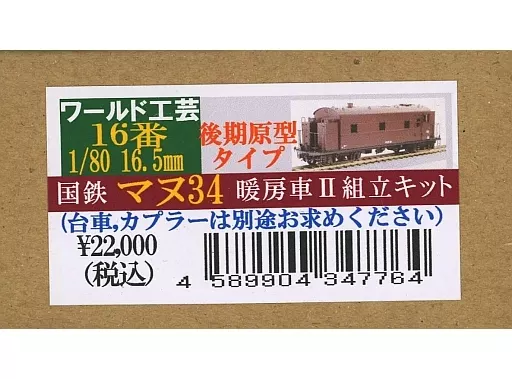 ワールド工芸
16番
1/80 16.5mm
後期原型
タイプ
国鉄 マヌ34 暖房車Ⅱ組立キット
(台車,カプラーは別途お求めください)
¥22,000
(税込)
4 589904 347764